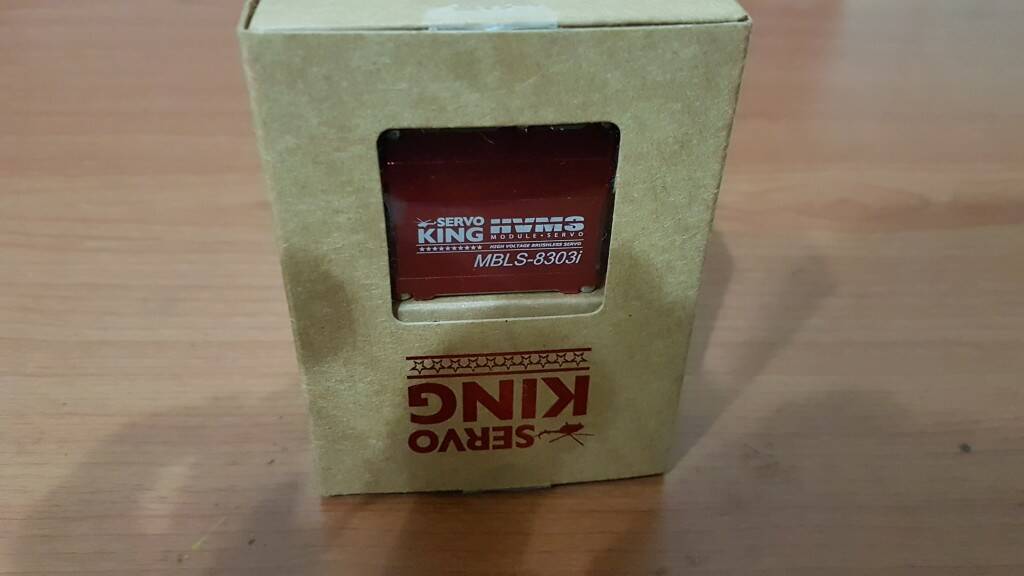 SERVO
KING
HVMS
MODULE • SERVO
HIGH VOLTAGE BRUSHLESS SERVO
MBLS-8303i
SERVO
KING